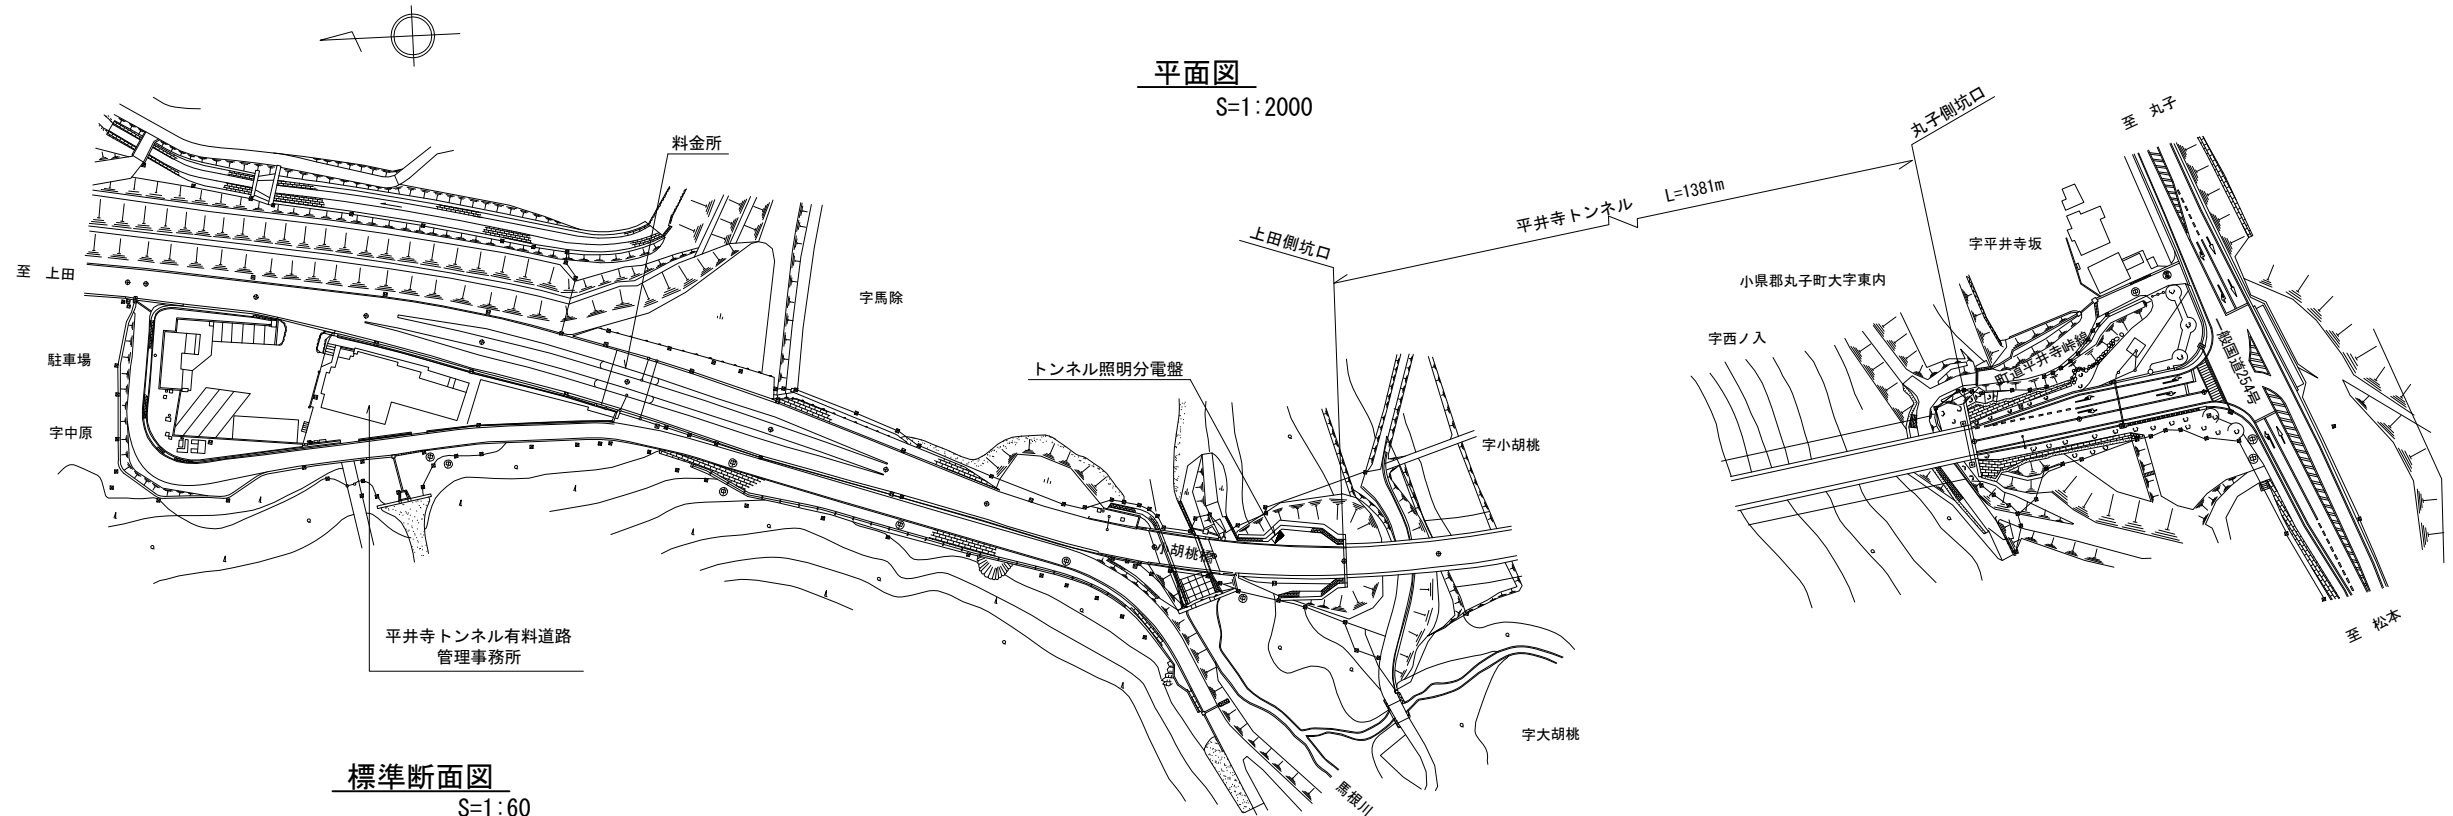 平面図
S=1:2000
料金所
丸子側坑口
至 丸子
平井寺トンネル L=1381m
上田側坑口
字平井寺坂
至 上田
小県郡丸子町大字東内
字馬除
字西ノ入
町道平井寺峠線
一般国道254号
駐車場
トンネル照明分電盤
字中原
字小胡桃
小胡桃橋
平井寺トンネル有料道路
管理事務所
至 松本
字大胡桃
馬根川
標準断面図
S=1:60